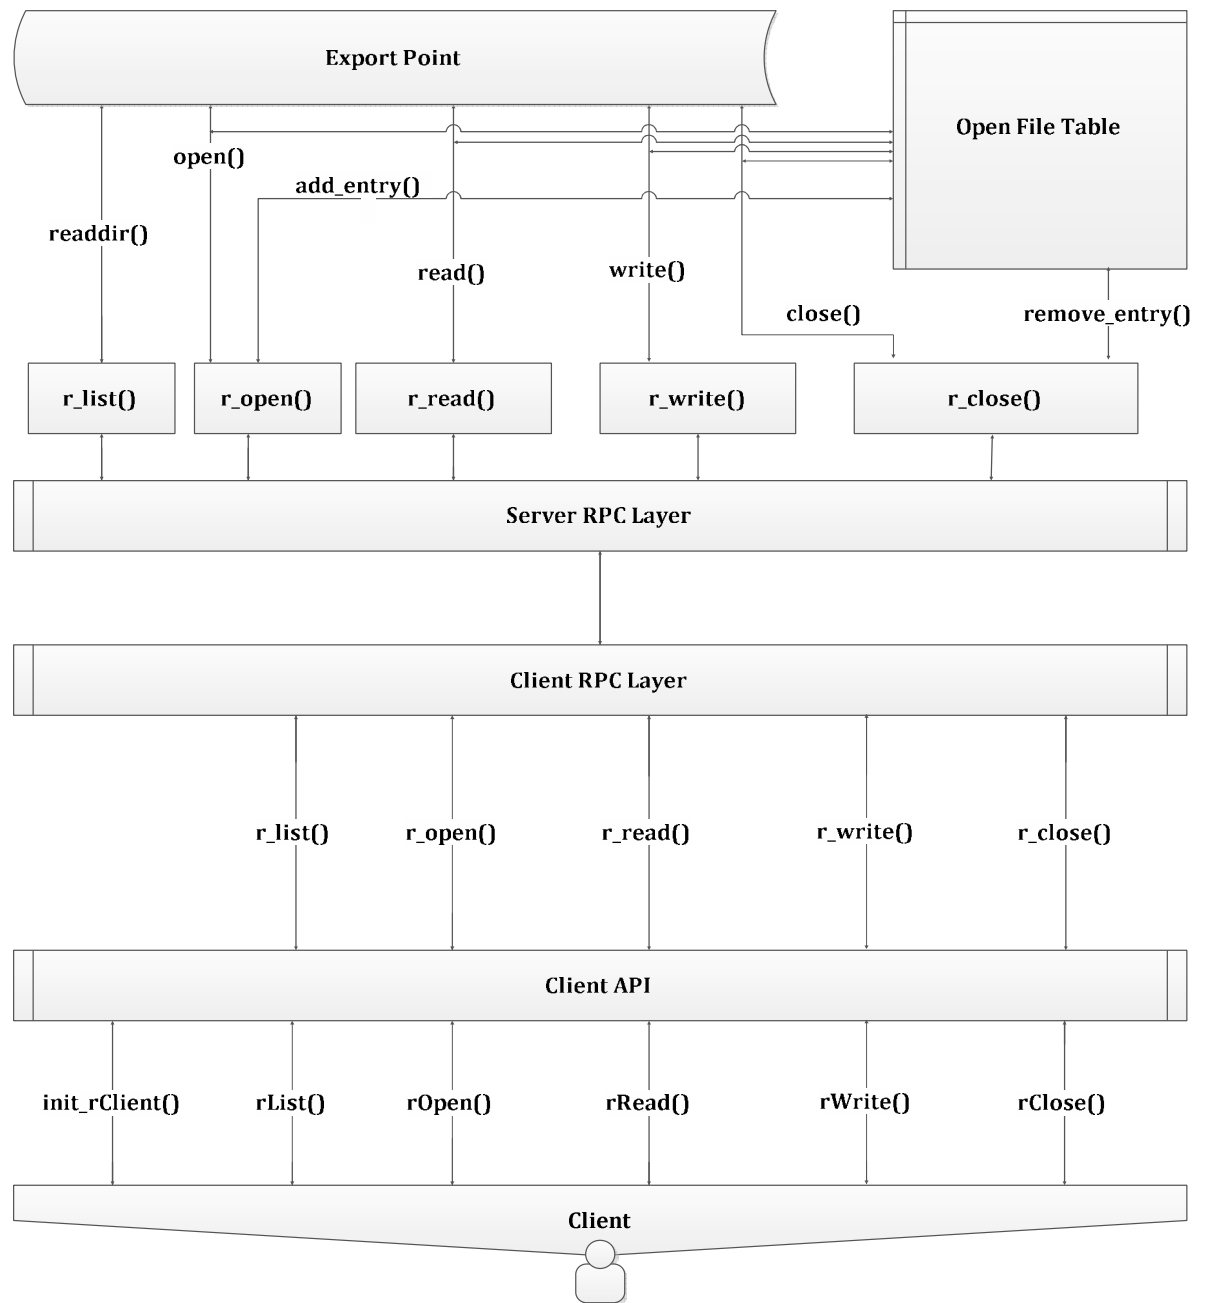 Export Point
Open File Table
open()
add_entry()
readdir()
read()
write()
close()
remove_entry()
r_list()
r_open()
r_read()
r_write()
r_close()
Server RPC Layer
Client RPC Layer
r_list()
r_open()
r_read()
r_write()
r_close()
Client API
init_rClient()
rList()
rOpen()
rRead()
rWrite()
rClose()
Client